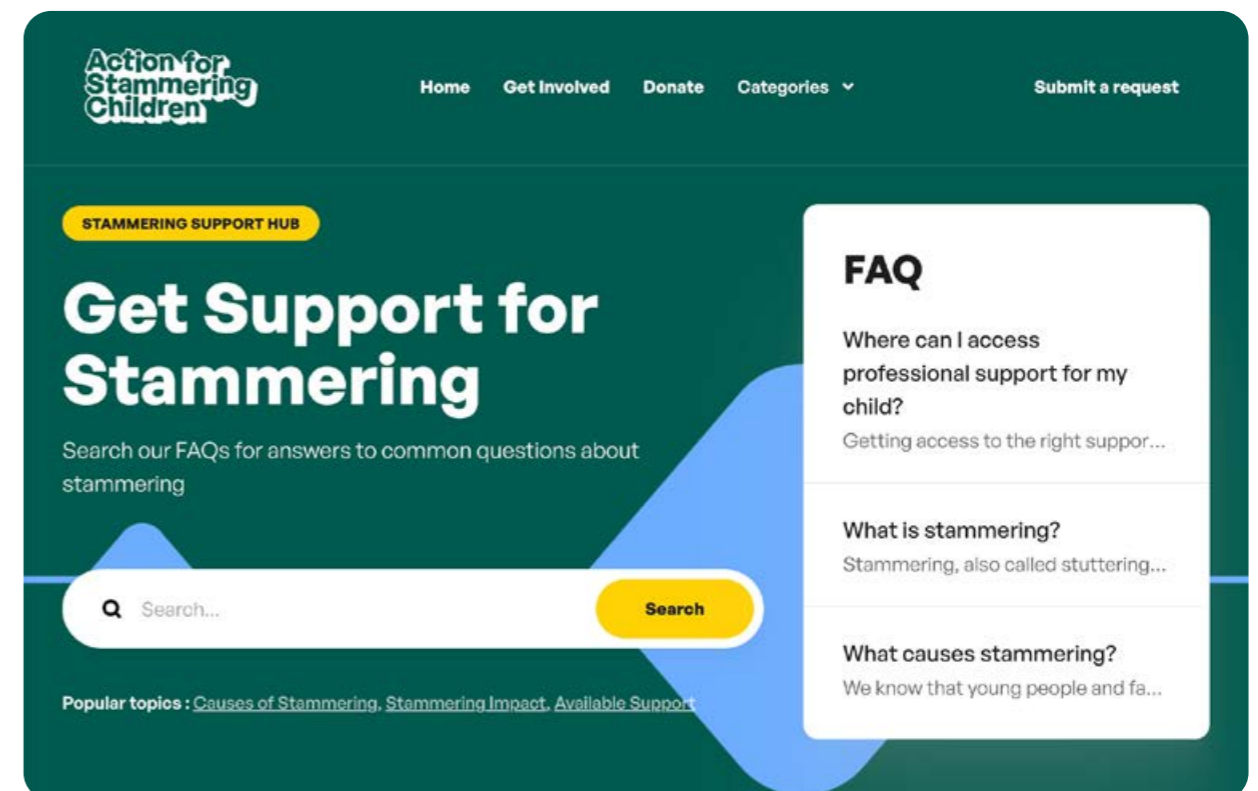 Action for
Stammering
Children
Home Get Involved Donate Categories
Submit a request
STAMMERING SUPPORT HUB
Get Support for
Stammering
Search our FAQs for answers to common questions about
stammering
Search...
Search
Popular topics : Causes of Stammering, Stammering Impact, Available Support
FAQ
Where can I access
professional support for my
child?
Getting access to the right suppor...
What is stammering?
Stammering, also called stuttering...
What causes stammering?
We know that young people and fa...